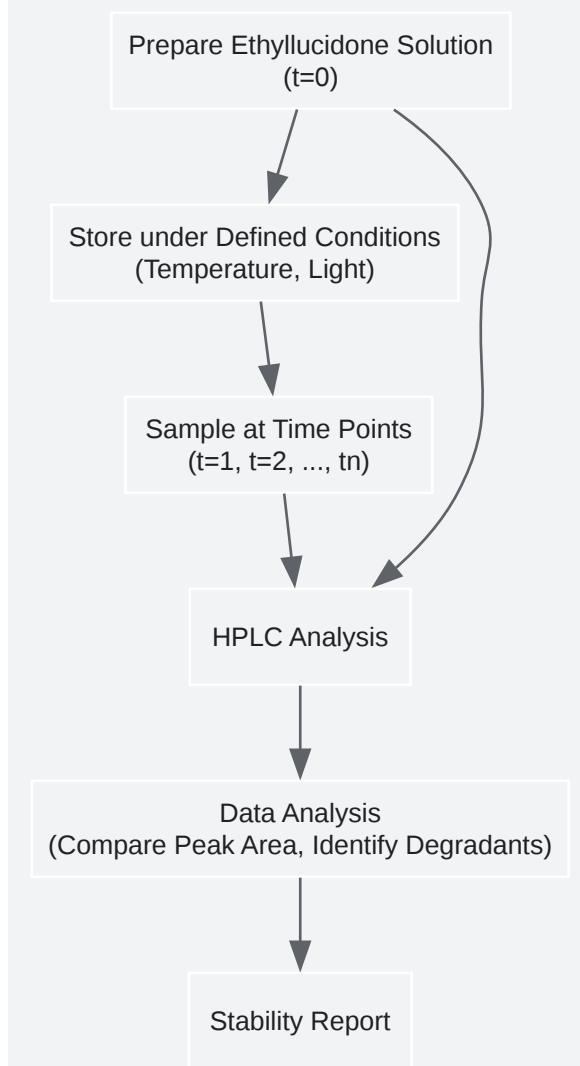 Prepare Ethyllucidone Solution
(t=0)
Store under Defined Conditions
(Temperature, Light)
Sample at Time Points
(t=1, t=2, ..., tn)
HPLC Analysis
Data Analysis
(Compare Peak Area, Identify Degradants)
Stability Report